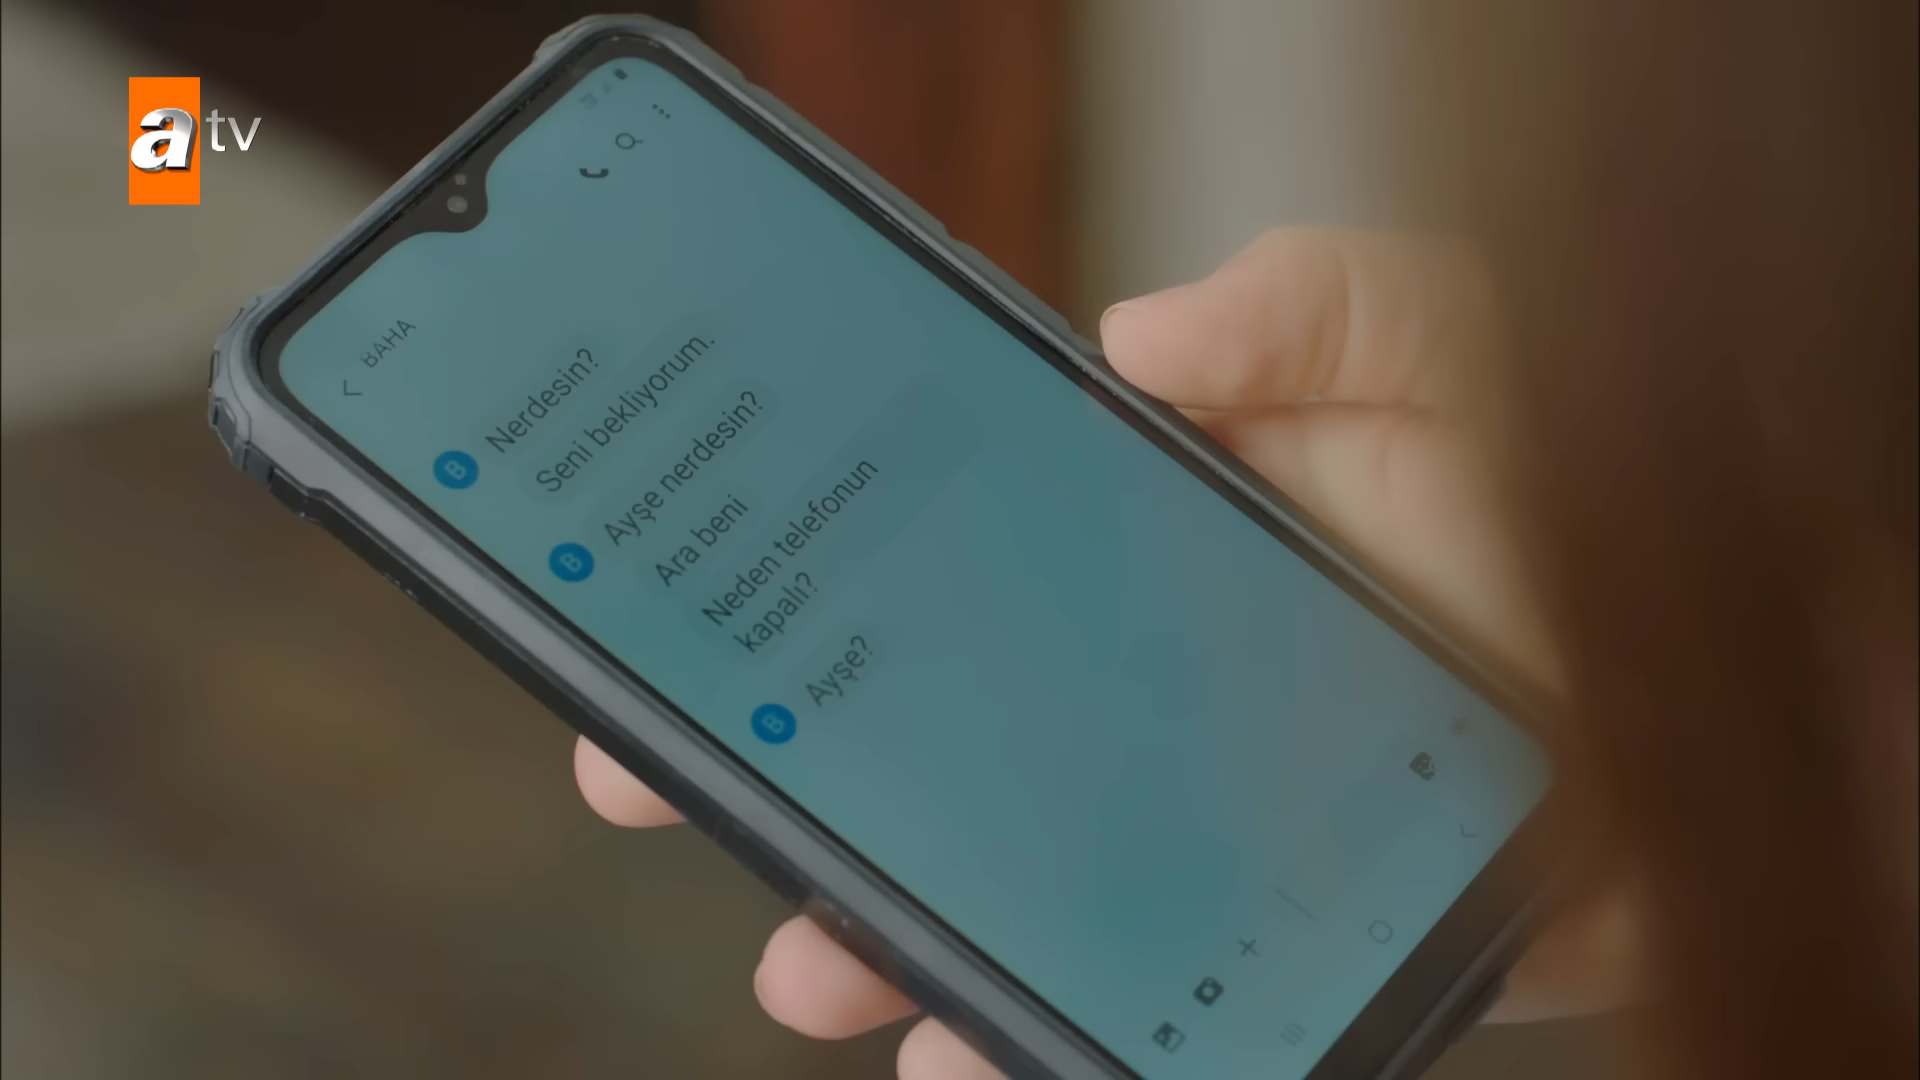 atv
BAHA
Nerdesin?
Seni bekliyorum.
B
Ayşe nerdesin?
Ara beni
B
Neden telefonun
kapalı?
Ayşe?
B